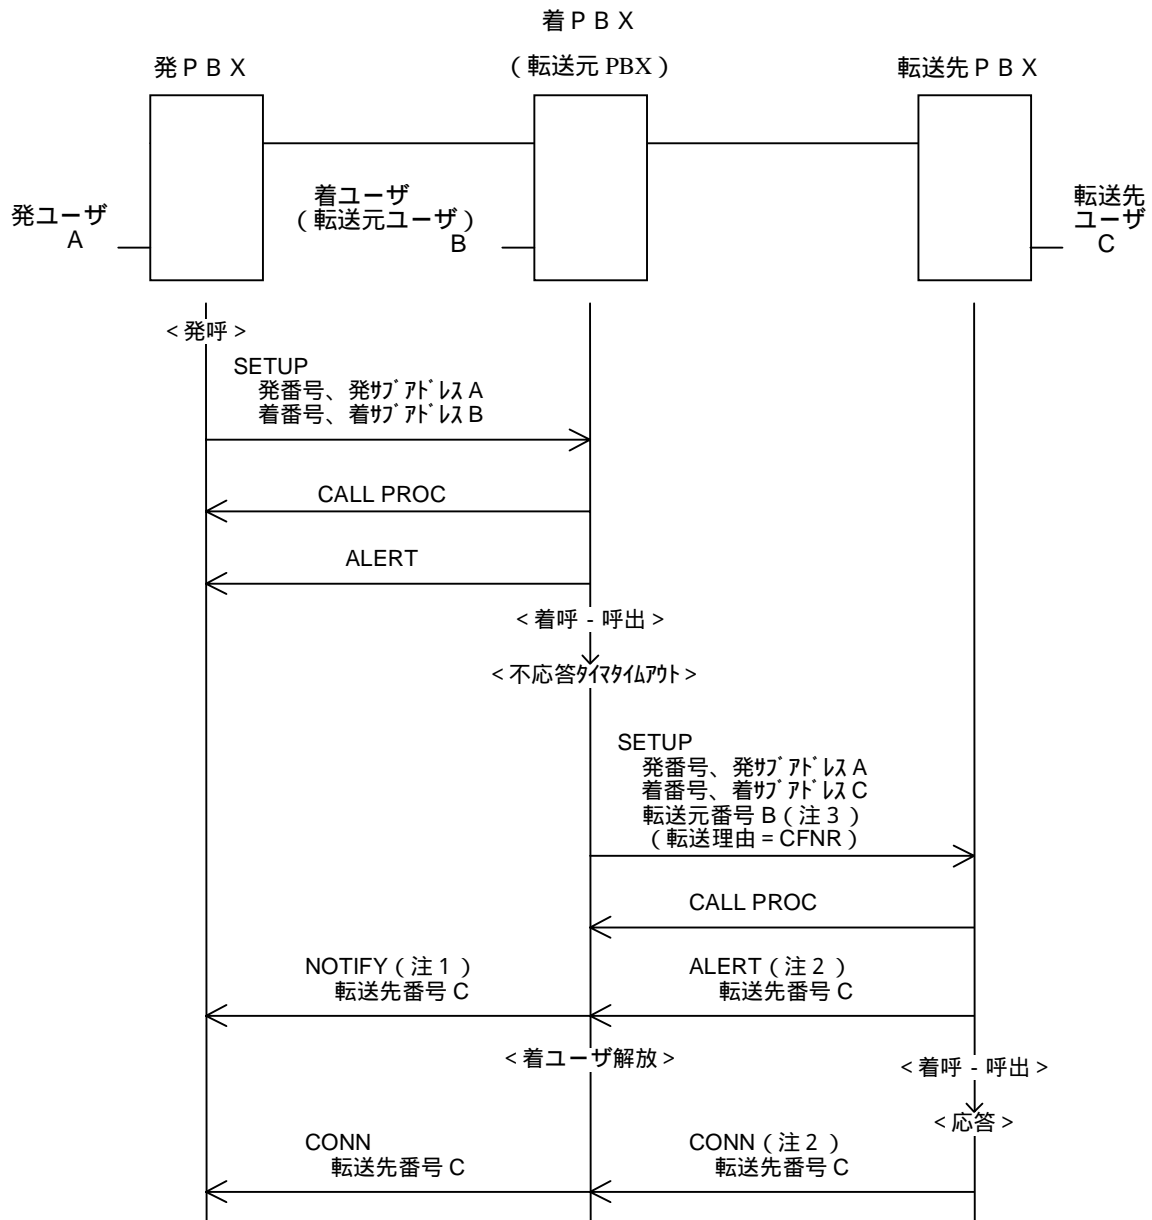 着ＰＢＸ
発ＰＢＸ
（転送元 PBX）
転送先ＰＢＸ
発ユーザ
A
着ユーザ
（転送元ユーザ）
B
転送先
ユーザ
C
＜発呼＞
SETUP
発番号、発ｻﾌﾞｱﾄﾞﾚｽ A
着番号、着ｻﾌﾞｱﾄﾞﾚｽ B
CALL PROC
ALERT
＜着呼 - 呼出＞
＜不応答ﾀｲﾏﾀｲﾑｱｳﾄ＞
SETUP
発番号、発ｻﾌﾞｱﾄﾞﾚｽ A
着番号、着ｻﾌﾞｱﾄﾞﾚｽ C
転送元番号 B（注３）
（転送理由 = CFNR）
CALL PROC
NOTIFY（注１）
転送先番号 C
ALERT（注２）
転送先番号 C
＜着ユーザ解放＞
＜着呼 - 呼出＞
＜応答＞
CONN
転送先番号 C
CONN（注２）
転送先番号 C